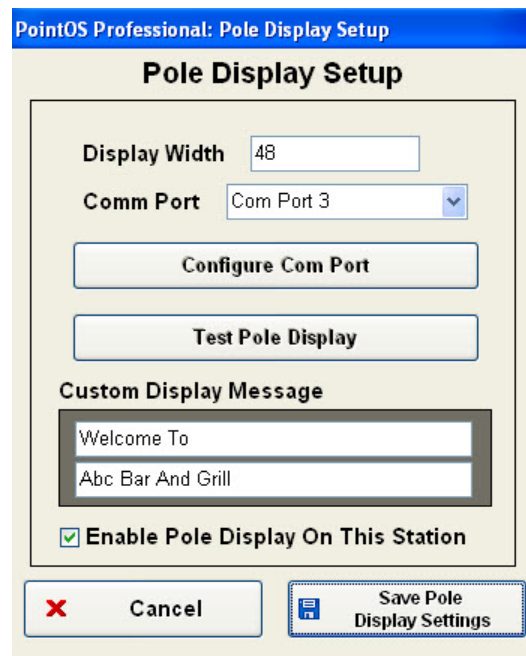 PointOS Professional: Pole Display Setup
Pole Display Setup
Display Width 48
Comm Port Com Port 3
Configure Com Port
Test Pole Display
Custom Display Message
Welcome To
Abc Bar And Grill
Enable Pole Display On This Station
Cancel
Save Pole
Display Settings